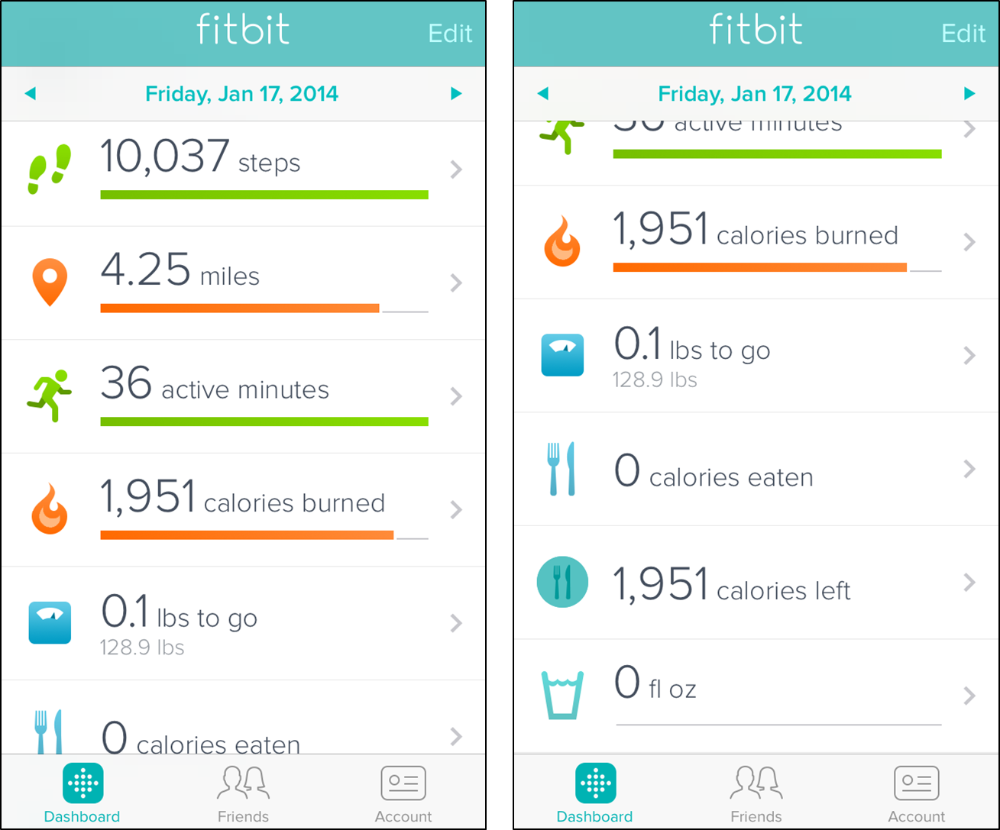 fitbit
Edit
Friday, Jan 17, 2014
10,037 steps
4.25 miles
36 active minutes
1,951 calories burned
0.1 lbs to go
128.9 lbs
0 calories eaten
Dashboard
Friends
Account
fitbit
Edit
Friday, Jan 17, 2014
36 active minutes
1,951 calories burned
0.1 lbs to go
128.9 lbs
0 calories eaten
1,951 calories left
0 fl oz
Dashboard
Friends
Account